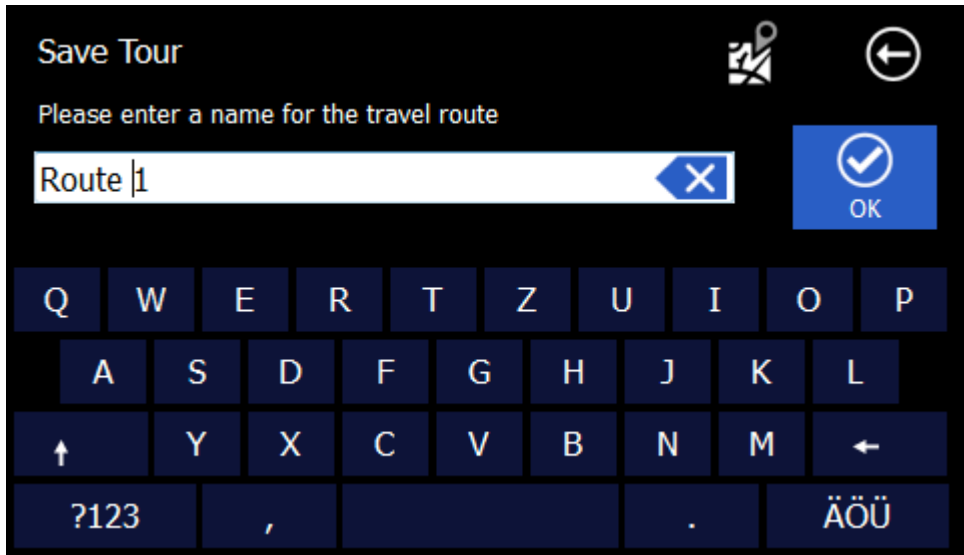 Save Tour
Please enter a name for the travel route
Route 1
OK
Q W E R T Z U I O P
A S D F G H J K L
Y X C V B N M
?123 , . ÄÖÜ